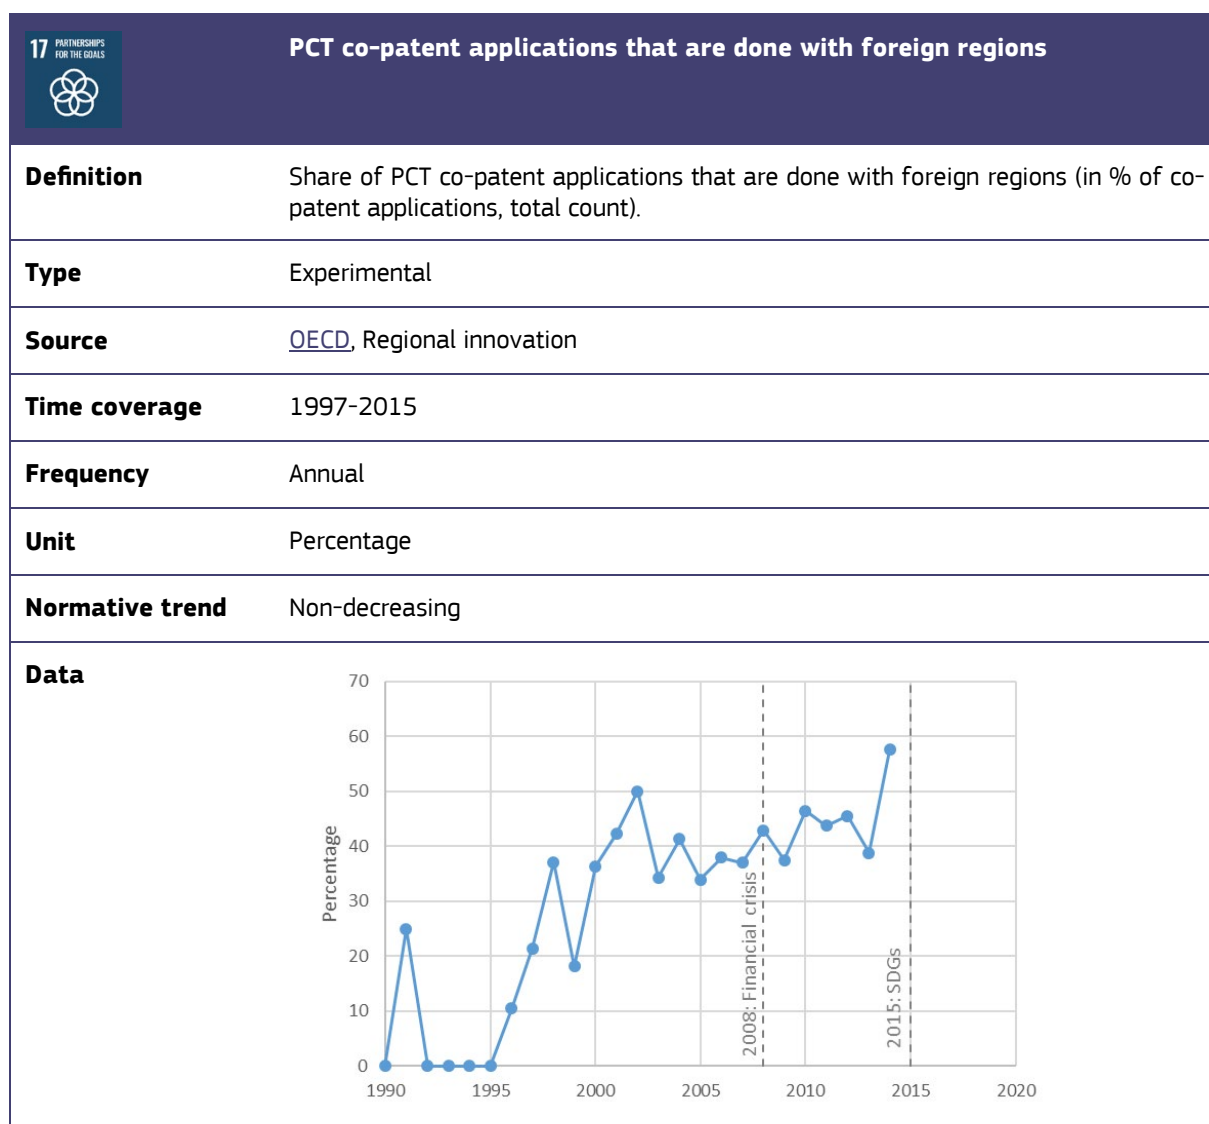 17 PARTNERSHIPS
FOR THE GOALS
PCT co-patent applications that are done with foreign regions
Definition
Share of PCT co-patent applications that are done with foreign regions (in % of co-
patent applications, total count).
Type
Experimental
Source
OECD, Regional innovation
Time coverage
1997-2015
Frequency
Annual
Unit
Percentage
Normative trend
Non-decreasing
Data
70
60
50
40
30
20
10
0
Percentage
2008: Financial crisis
2015: SDGs
1990 1995 2000 2005 2010 2015 2020